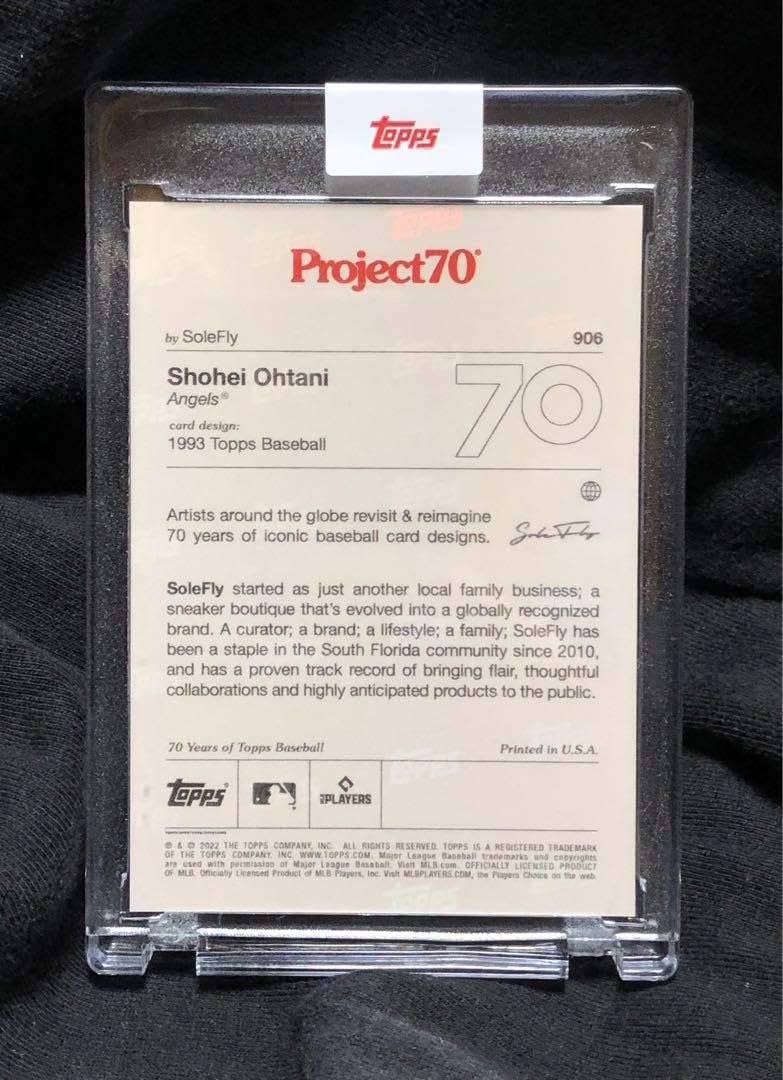 Topps
Project70®
by SoleFly 906
Shohei Ohtani
Angels®
70
card design:
1993 Topps Baseball
Artists around the globe revisit & reimagine
70 years of iconic baseball card designs.
SoleFly
SoleFly started as just another local family business; a
sneaker boutique that's evolved into a globally recognized
brand. A curator; a brand; a lifestyle; a family; SoleFly has
been a staple in the South Florida community since 2010,
and has a proven track record of bringing flair, thoughtful
collaborations and highly anticipated products to the public.
70 Years of Topps Baseball Printed in U.S.A.
Topps
PLAYERS
® & © 2022 THE TOPPS COMPANY, INC. ALL RIGHTS RESERVED. TOPPS IS A REGISTERED TRADEMARK
OF THE TOPPS COMPANY, INC. WWW.TOPPS.COM. Major League Baseball trademarks and copyrights
are used with permission of Major League Baseball. Visit MLB.com. OFFICIALLY LICENSED PRODUCT
OF MLB. Officially Licensed Product of MLB Players, Inc. Visit MLBPLAYERS.COM, the Players Choice on the web.